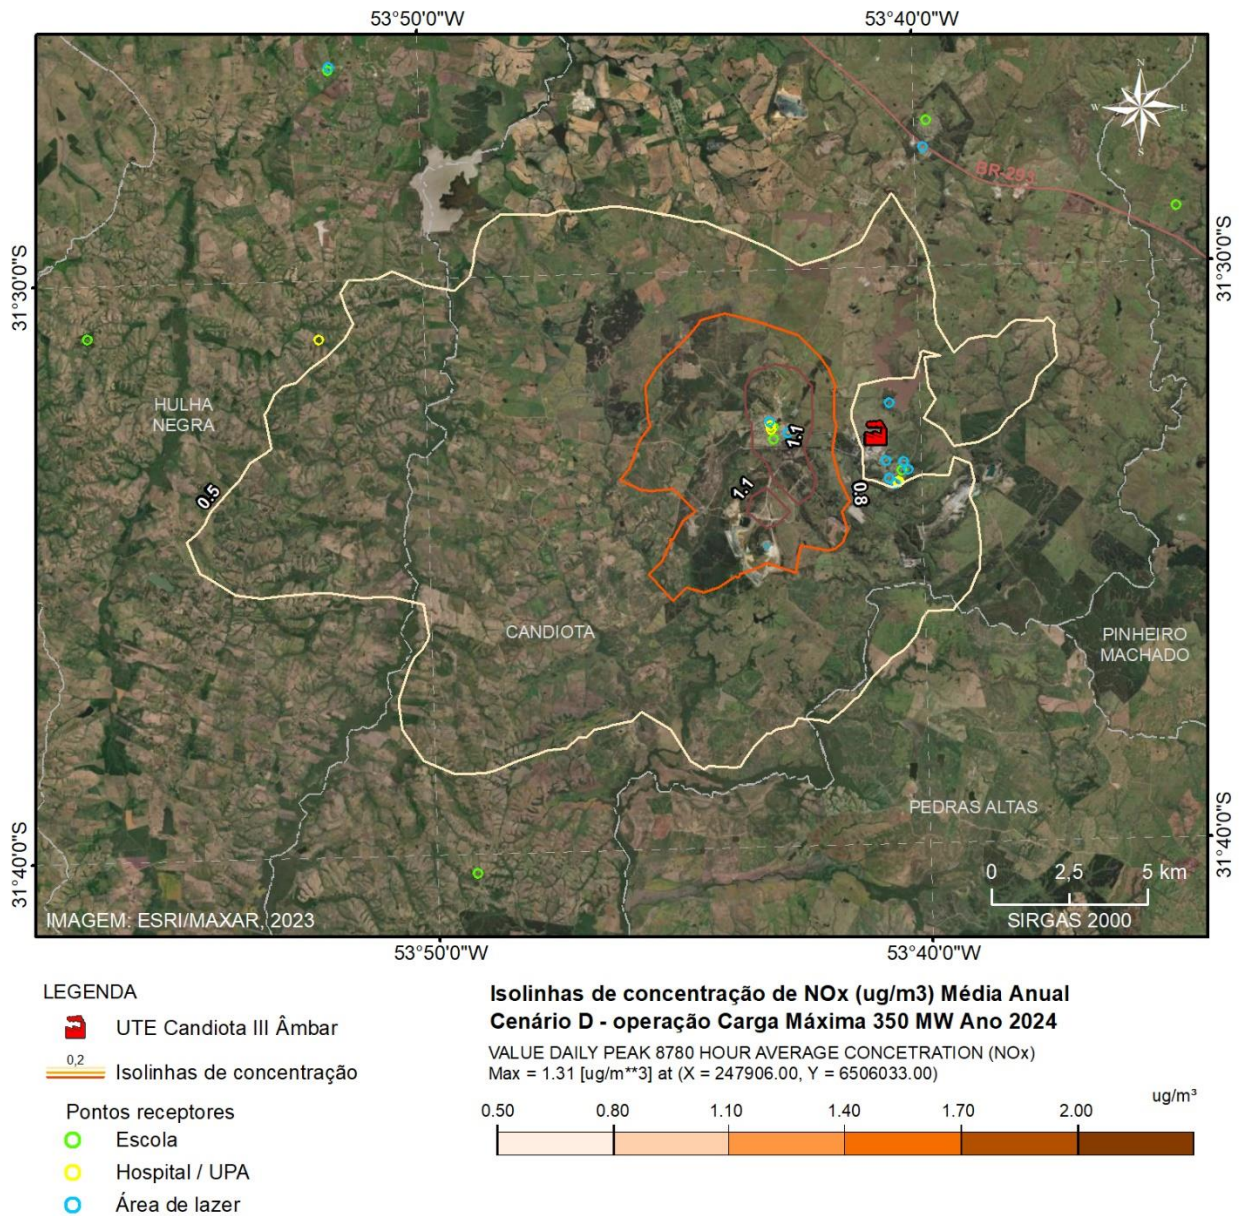 53°50'0"W
53°40'0"W
N
W
E
S
BR-293
31°30'0"S
31°30'0"S
HULHA
NEGRA
1.1
1.1
0.8
0.5
CANDIOTA
PINHEIRO
MACHADO
PEDRAS ALTAS
31°40'0"S
31°40'0"S
0 2,5 5 km
IMAGEM: ESRI/MAXAR, 2023
SIRGAS 2000
53°50'0"W
53°40'0"W
LEGENDA
UTE Candiota III Âmbar
0,2
Isolinhas de concentração
Pontos receptores
Escola
Hospital / UPA
Área de lazer
Isolinhas de concentração de NOx (ug/m3) Média Anual
Cenário D - operação Carga Máxima 350 MW Ano 2024
VALUE DAILY PEAK 8780 HOUR AVERAGE CONCETRATION (NOx)
Max = 1.31 [ug/m**3] at (X = 247906.00, Y = 6506033.00)
ug/m³
0.50 0.80 1.10 1.40 1.70 2.00